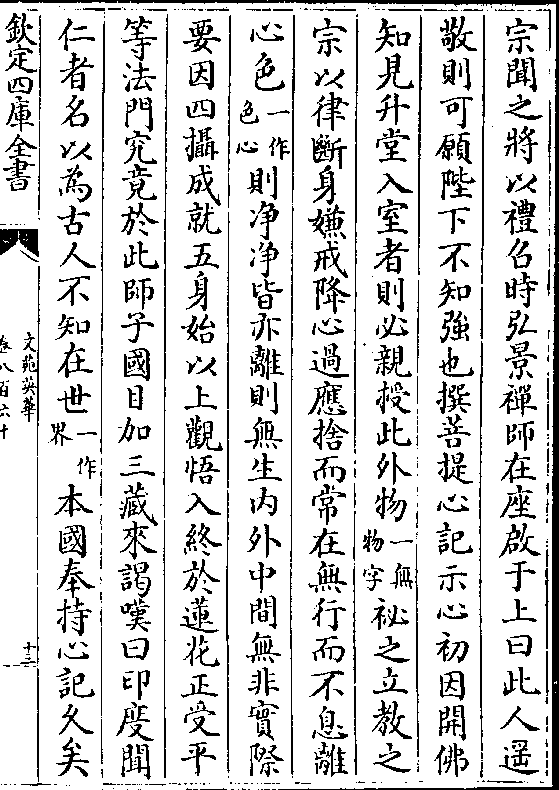 宗聞之將以禮召時弘景禪師在座啟于上曰此人遥
敬則可願陛下不知強也撰菩提心記示心初因開佛
知見升堂入室者則必親授此外物一無物字祕之立教之
宗以律斷身嫌戒降心過應捨而常在無行而不息離
心色一作色心則净净皆亦離則無生内外中間無非實際
要因四攝成就五身始以上觀悟入終於蓮花正受平
等法門究竟於此師子國目加三藏來謁嘆曰印度聞
仁者名以為古人不知在世一作界本國奉持心記久矣
欽定四庫全書
文苑英華
卷八百六十
十三